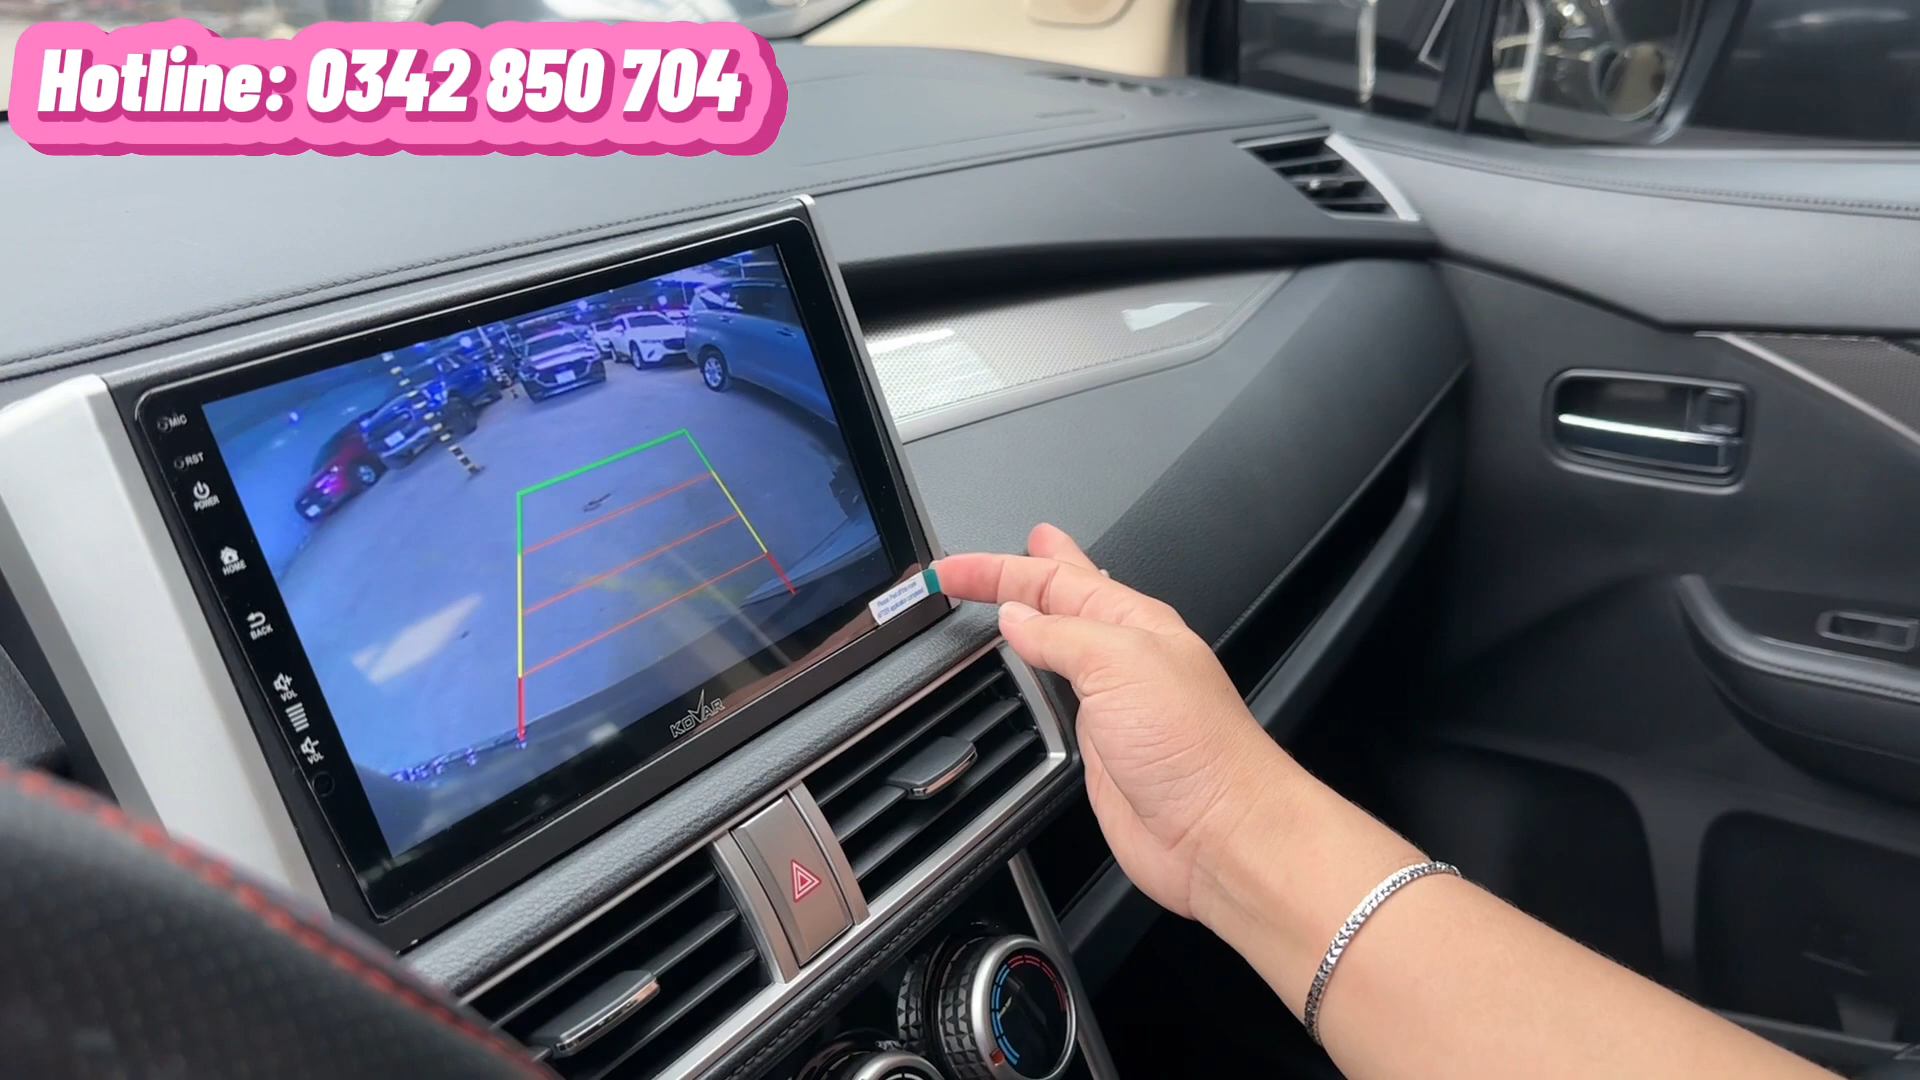 Hotline: 0342 850 704
MIC
RST
POWER
HOME
BACK
VOL
VOL
KOVAR